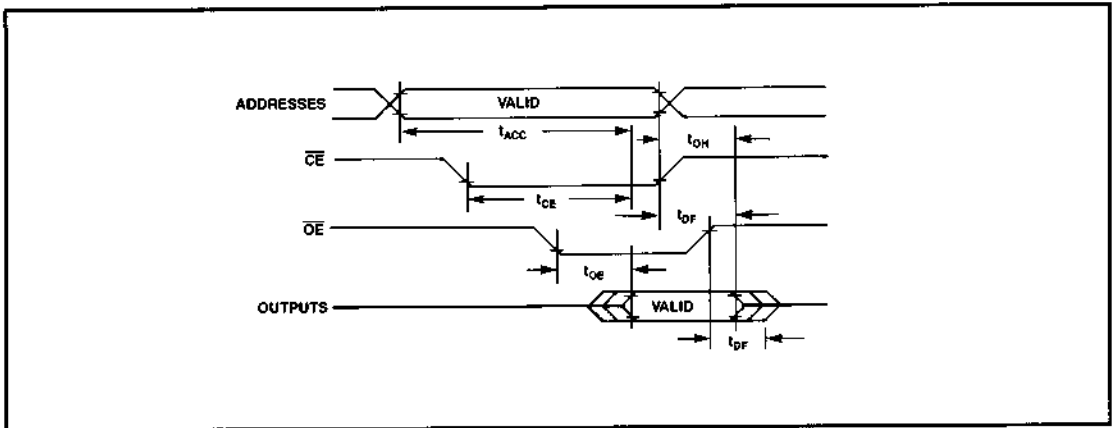 ADDRESSES
VALID
tACC
tOH
CE
tCE
tDF
OE
tOE
OUTPUTS
VALID
tDF